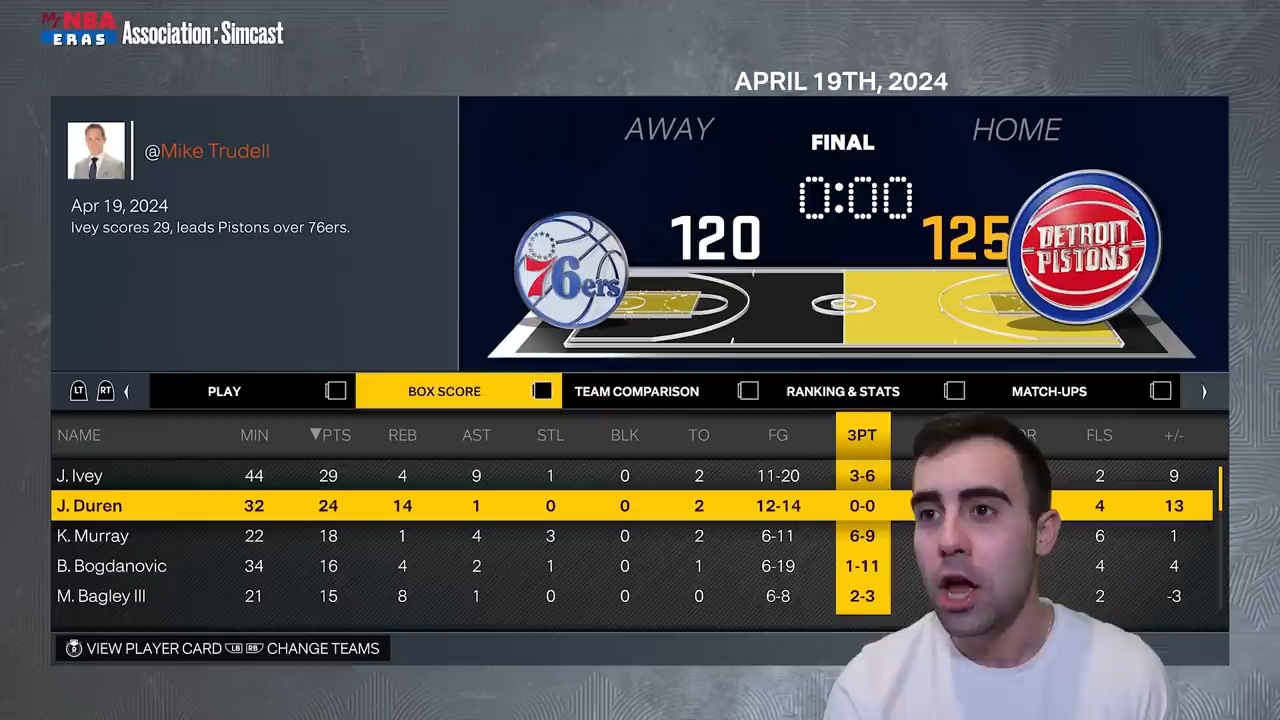 My NBA
ERAS
Association : Simcast
APRIL 19TH, 2024
@Mike Trudell
Apr 19, 2024
Ivey scores 29, leads Pistons over 76ers.
AWAY
FINAL
HOME
0:00
120
125
76ers
DETROIT
PISTONS
LT RT PLAY BOX SCORE TEAM COMPARISON RANKING & STATS MATCH-UPS
NAME MIN ▼PTS REB AST STL BLK TO FG 3PT FLS +/-
J. Ivey 44 29 4 9 1 0 2 11-20 3-6 2 9
J. Duren 32 24 14 1 0 0 2 12-14 0-0 4 13
K. Murray 22 18 1 4 3 0 2 6-11 6-9 6 1
B. Bogdanovic 34 16 4 2 1 0 1 6-19 1-11 4 4
M. Bagley III 21 15 8 1 0 0 0 6-8 2-3 2 -3
R VIEW PLAYER CARD LB RB CHANGE TEAMS